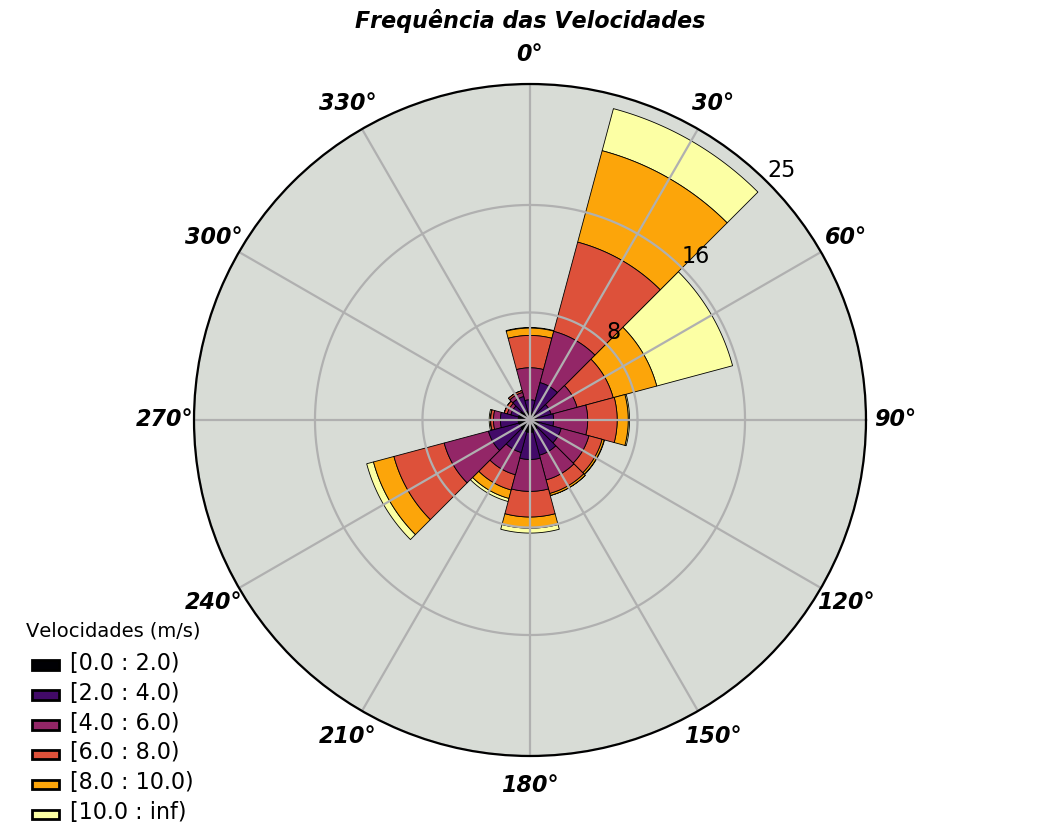 Frequência das Velocidades
0°
330°
30°
25
300°
60°
16
8
270°
90°
240°
120°
210°
150°
180°
Velocidades (m/s)
[0.0 : 2.0)
[2.0 : 4.0)
[4.0 : 6.0)
[6.0 : 8.0)
[8.0 : 10.0)
[10.0 : inf)